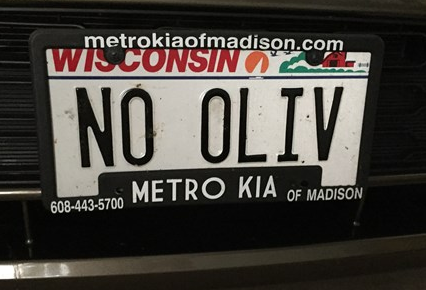 metrokiaofmadison.com
WISCONSIN
NO OLIV
608-443-5700 METRO KIA OF MADISON